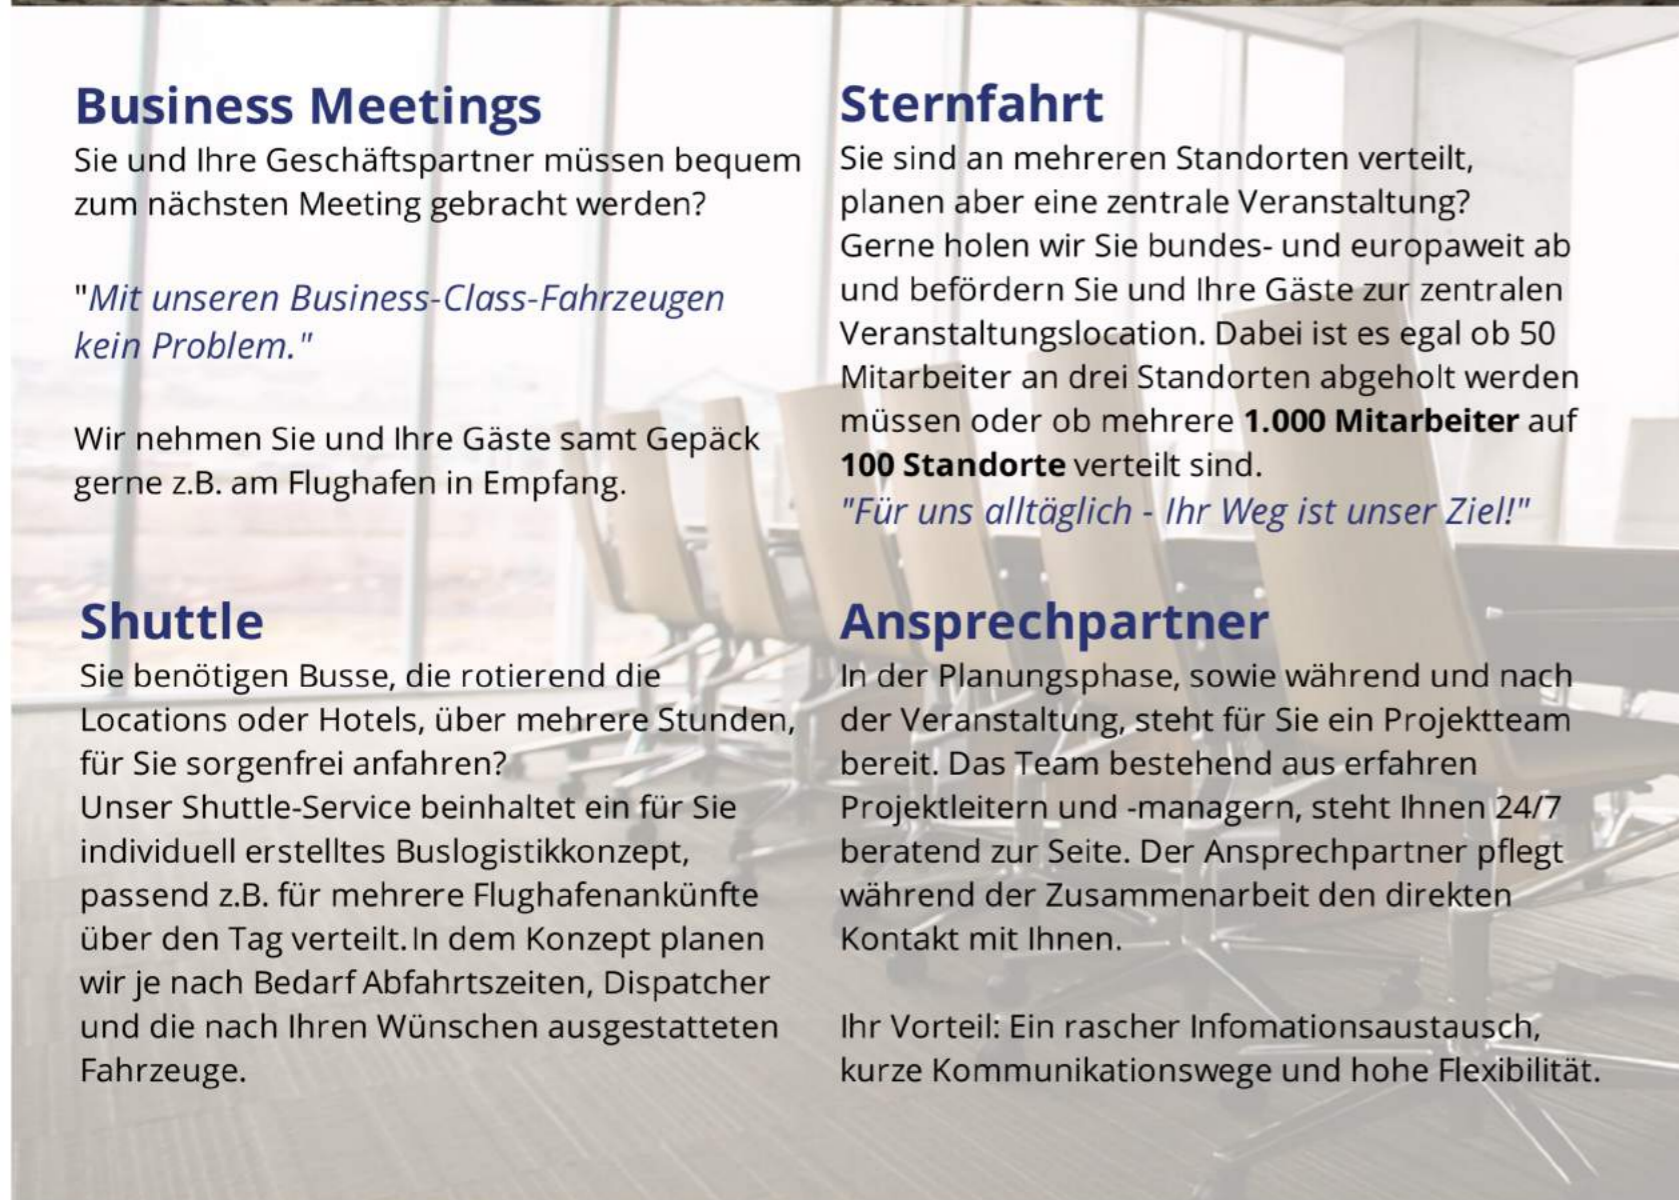 Business Meetings
Sie und Ihre Geschäftspartner müssen bequem
zum nächsten Meeting gebracht werden?
"Mit unseren Business-Class-Fahrzeugen
kein Problem."
Wir nehmen Sie und Ihre Gäste samt Gepäck
gerne z.B. am Flughafen in Empfang.
Sternfahrt
Sie sind an mehreren Standorten verteilt,
planen aber eine zentrale Veranstaltung?
Gerne holen wir Sie bundes- und europaweit ab
und befördern Sie und Ihre Gäste zur zentralen
Veranstaltungslocation. Dabei ist es egal ob 50
Mitarbeiter an drei Standorten abgeholt werden
müssen oder ob mehrere 1.000 Mitarbeiter auf
100 Standorte verteilt sind.
"Für uns alltäglich - Ihr Weg ist unser Ziel!"
Shuttle
Sie benötigen Busse, die rotierend die
Locations oder Hotels, über mehrere Stunden,
für Sie sorgenfrei anfahren?
Unser Shuttle-Service beinhaltet ein für Sie
individuell erstelltes Buslogistikkonzept,
passend z.B. für mehrere Flughafenankünfte
über den Tag verteilt. In dem Konzept planen
wir je nach Bedarf Abfahrtszeiten, Dispatcher
und die nach Ihren Wünschen ausgestatteten
Fahrzeuge.
Ansprechpartner
In der Planungsphase, sowie während und nach
der Veranstaltung, steht für Sie ein Projektteam
bereit. Das Team bestehend aus erfahren
Projektleitern und -managern, steht Ihnen 24/7
beratend zur Seite. Der Ansprechpartner pflegt
während der Zusammenarbeit den direkten
Kontakt mit Ihnen.
Ihr Vorteil: Ein rascher Infomationsaustausch,
kurze Kommunikationswege und hohe Flexibilität.